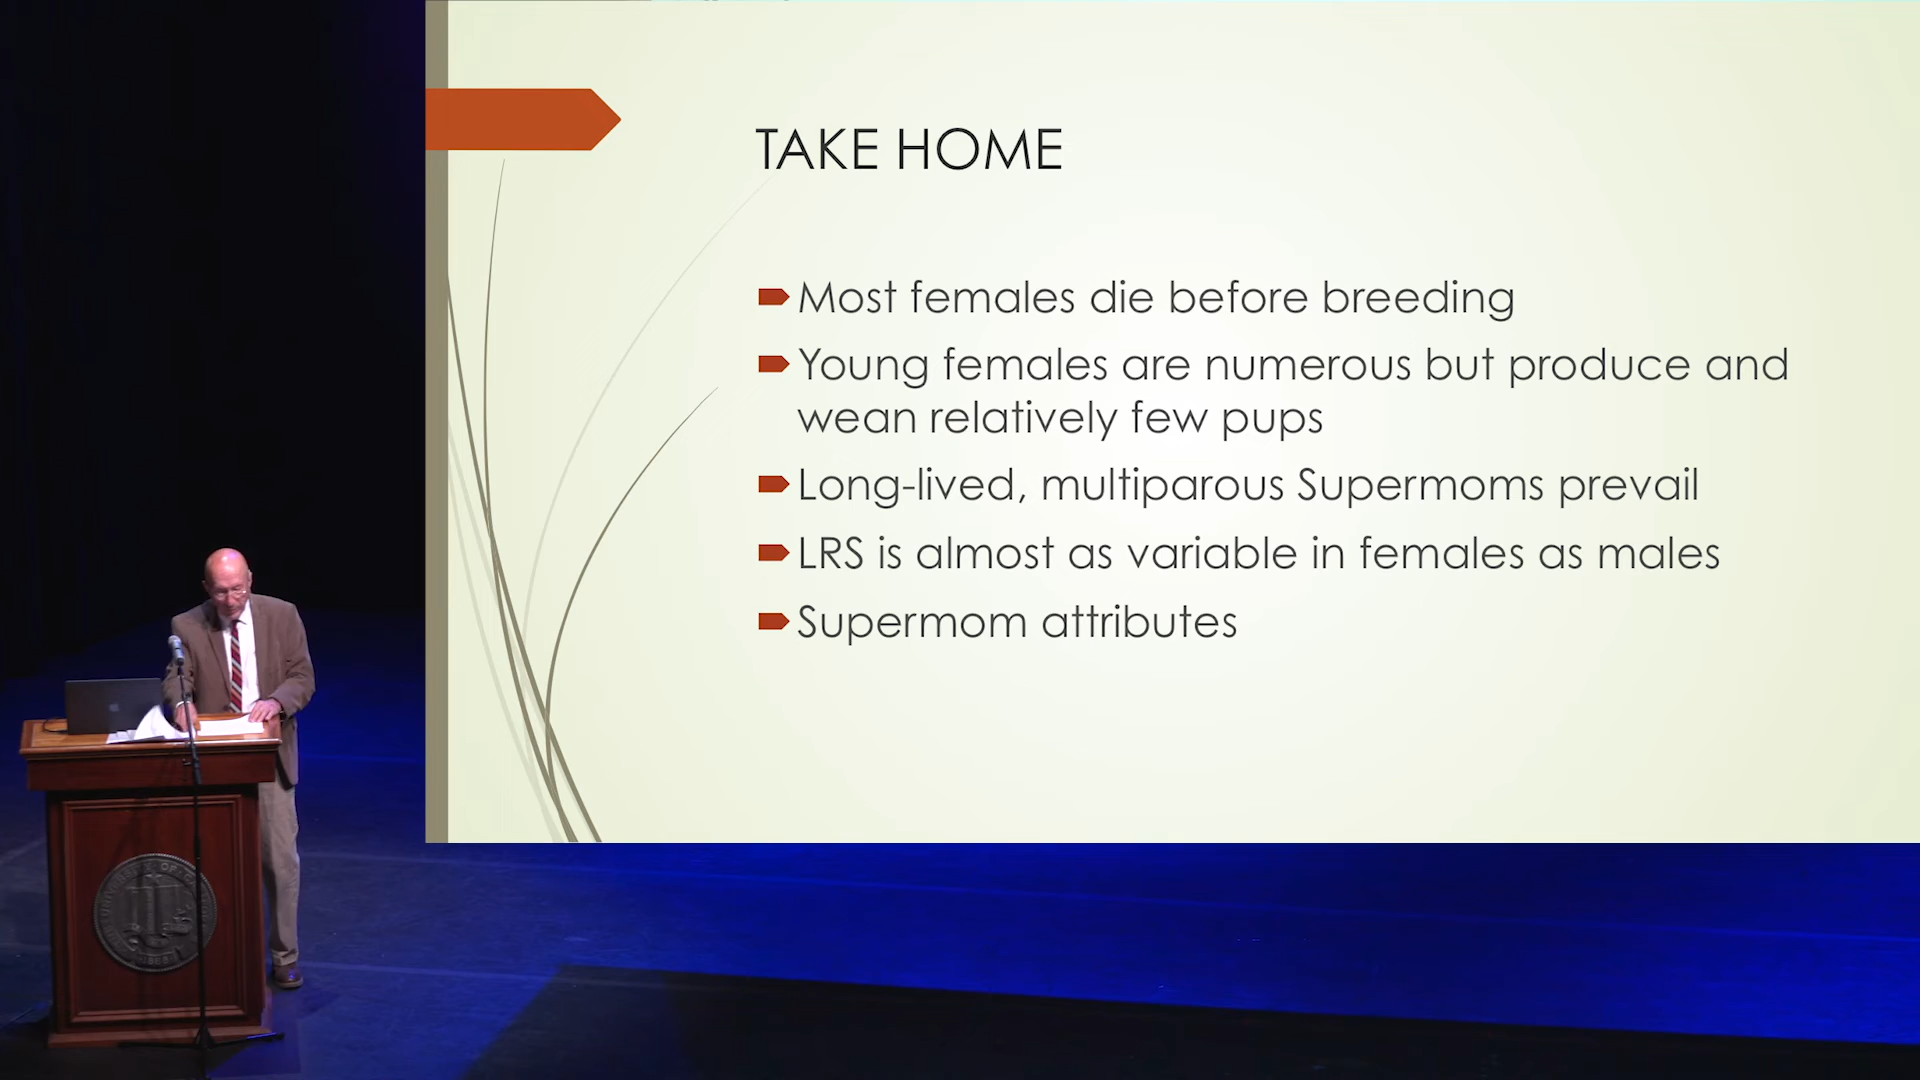 TAKE HOME
Most females die before breeding
Young females are numerous but produce and
wean relatively few pups
Long-lived, multiparous Supermoms prevail
LRS is almost as variable in females as males
Supermom attributes